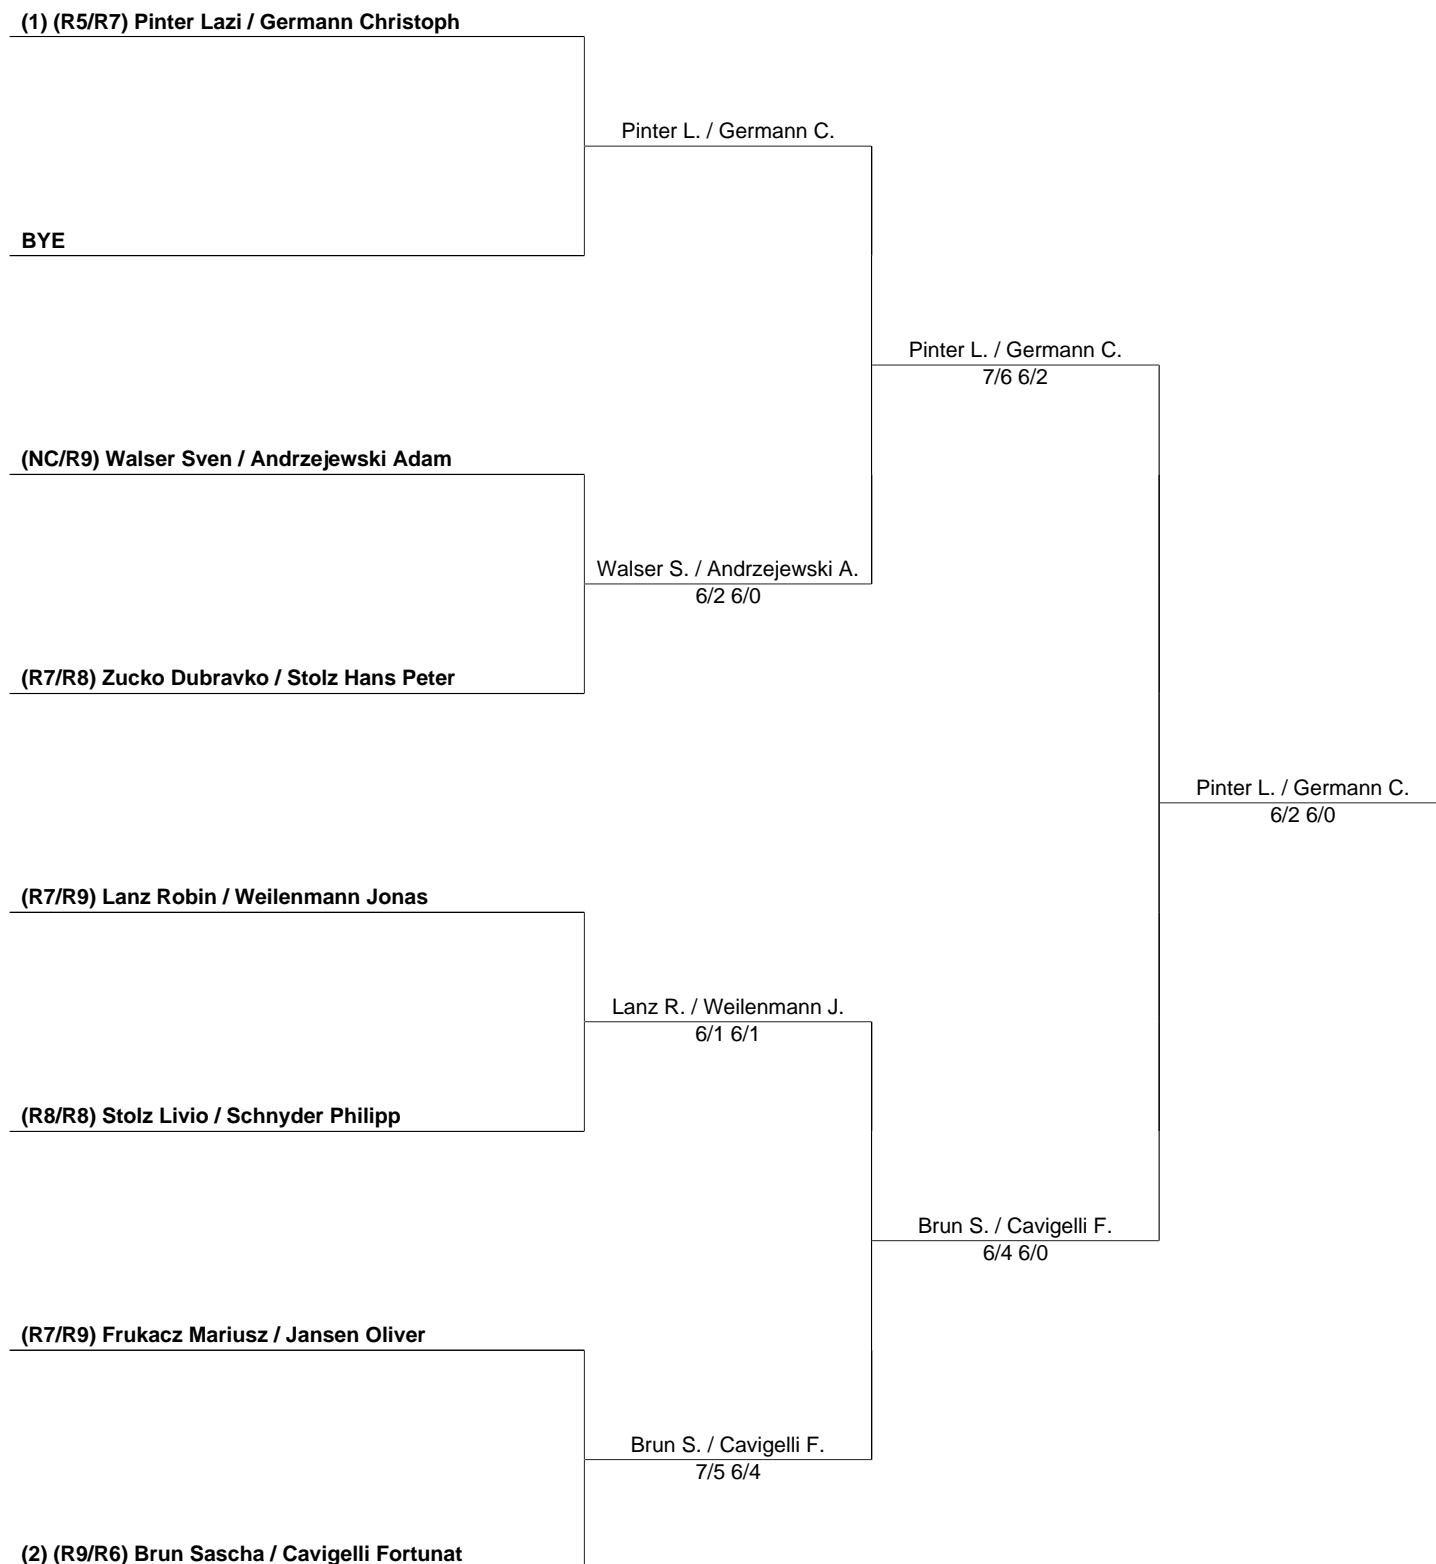 (1) (R5/R7) Pinter Lazi / Germann Christoph
Pinter L. / Germann C.
BYE
Pinter L. / Germann C.
7/6 6/2
(NC/R9) Walser Sven / Andrzejewski Adam
Walser S. / Andrzejewski A.
6/2 6/0
(R7/R8) Zucko Dubravko / Stolz Hans Peter
Pinter L. / Germann C.
6/2 6/0
(R7/R9) Lanz Robin / Weilenmann Jonas
Lanz R. / Weilenmann J.
6/1 6/1
(R8/R8) Stolz Livio / Schnyder Philipp
Brun S. / Cavigelli F.
6/4 6/0
(R7/R9) Frukacz Mariusz / Jansen Oliver
Brun S. / Cavigelli F.
7/5 6/4
(2) (R9/R6) Brun Sascha / Cavigelli Fortunat